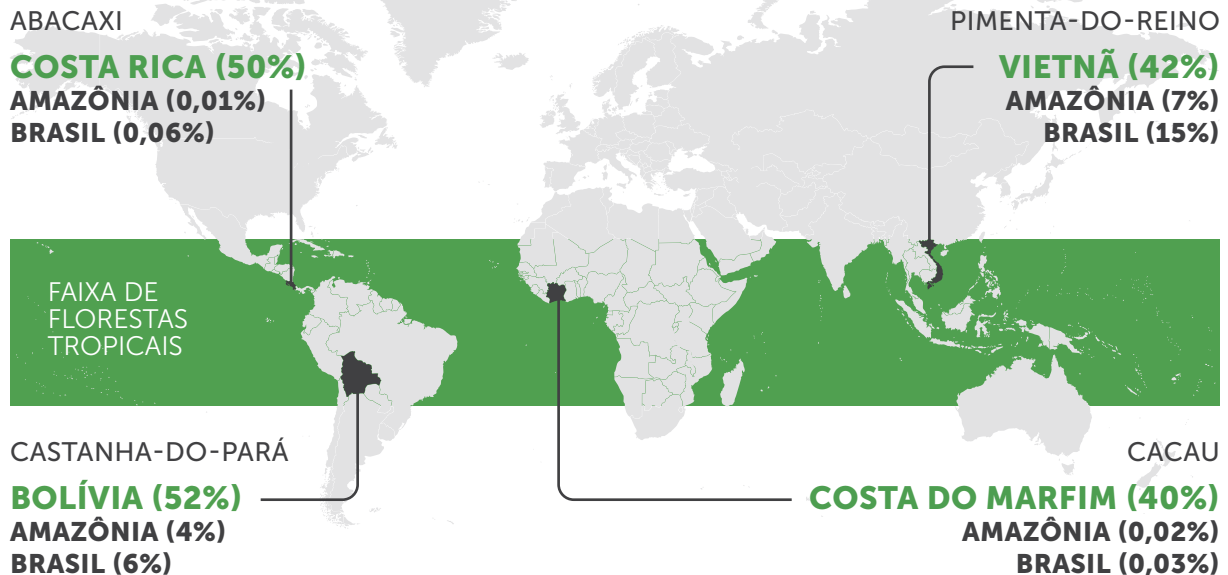 ABACAXI
COSTA RICA (50%)
AMAZÔNIA (0,01%)
BRASIL (0,06%)
PIMENTA-DO-REINO
VIETNÃ (42%)
AMAZÔNIA (7%)
BRASIL (15%)
FAIXA DE
FLORESTAS
TROPICAIS
CASTANHA-DO-PARÁ
BOLÍVIA (52%)
AMAZÔNIA (4%)
BRASIL (6%)
CACAU
COSTA DO MARFIM (40%)
AMAZÔNIA (0,02%)
BRASIL (0,03%)